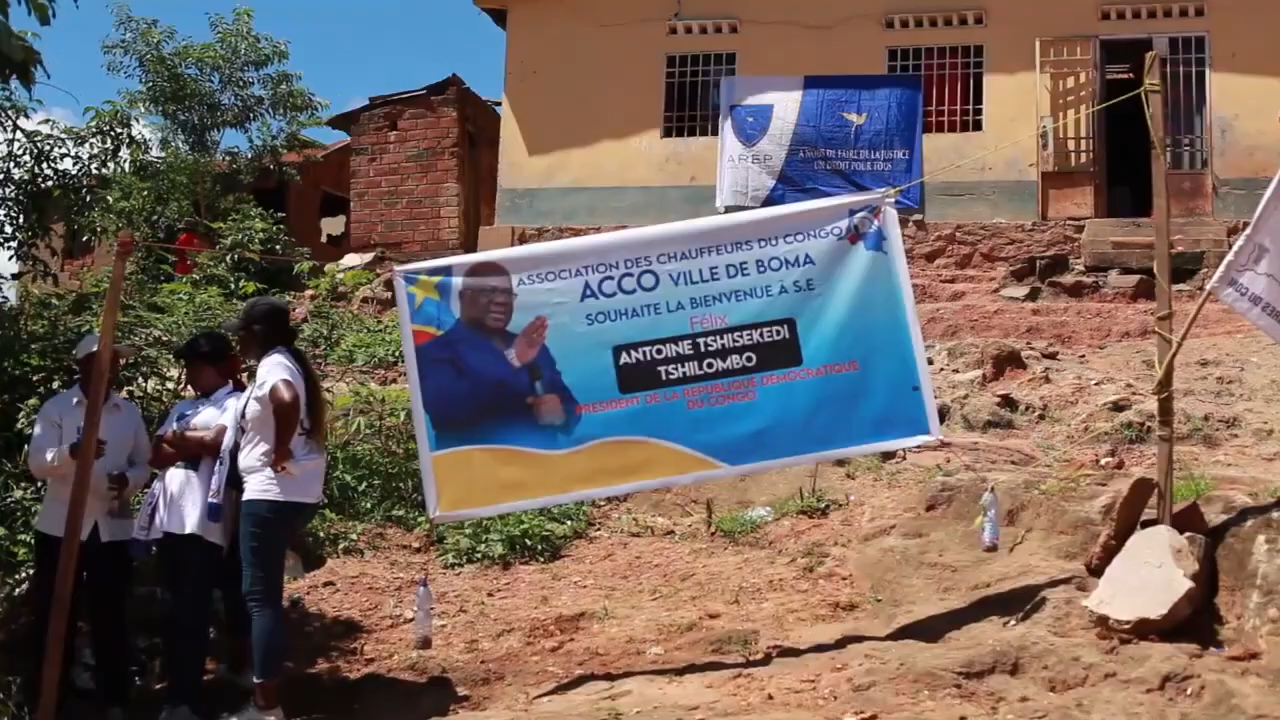 AREP
A NOUS DE FAIRE DE LA JUSTICE
UN DROIT POUR TOUS
ASSOCIATION DES CHAUFFEURS DU CONGO
ACCO VILLE DE BOMA
SOUHAITE LA BIENVENUE À S.E
Félix
ANTOINE TSHISEKEDI
TSHILOMBO
PRESIDENT DE LA REPUBLIQUE DEMOCRATIQUE
DU CONGO